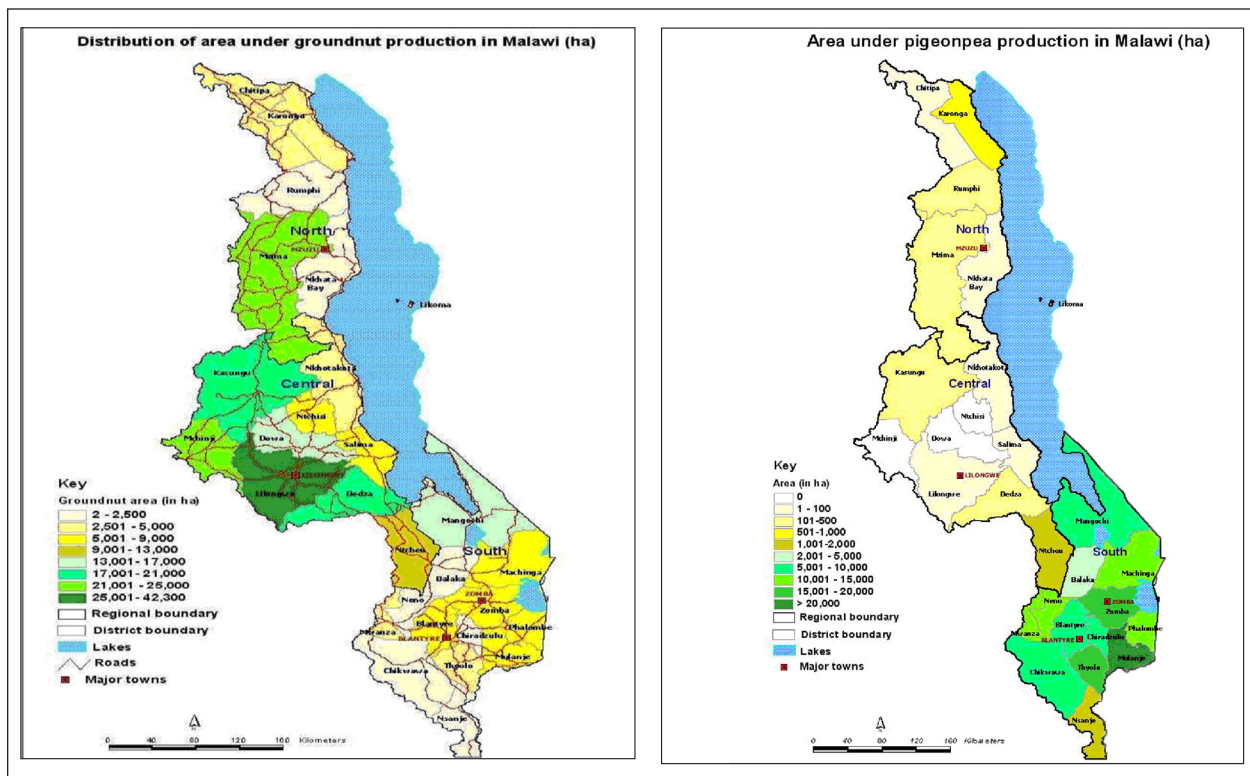 Distribution of area under groundnut production in Malawi (ha)
Chitipa
Karonga
Rumphi
North
MZUZU
Mzima
Nkhata
Bay
Likoma
Nkhotakota
Kasungu
Central
Ntchisi
Mchinji
Dowa
Salima
LILONGWE
Lilongwe
Dedza
Mangochi
Ntcheu
South
Balaka
Machinga
Neno
ZOMBA
Zomba
Blantyre
Phalombe
Mwanza
BLANTYRE
Chiradzulu
Mulanje
Thyolo
Chikwawa
Nsanje
Key
Groundnut area (in ha)
2 - 2,500
2,501 - 5,000
5,001 - 9,000
9,001 - 13,000
13,001 - 17,000
17,001 - 21,000
21,001 - 25,000
25,001 - 42,300
Regional boundary
District boundary
Lakes
Roads
Major towns
N
0 40 80 120 160 Kilometers
Area under pigeonpea production in Malawi (ha)
Chitipa
Karonga
Rumphi
North
MZUZU
Mzima
Nkhata
Bay
Likoma
Nkhotakota
Kasungu
Central
Ntchisi
Mchinji
Dowa
Salima
LILONGWE
Lilongwe
Dedza
Mangochi
Ntcheu
South
Balaka
Machinga
Neno
ZOMBA
Zomba
Blantyre
Phalombe
Mwanza
BLANTYRE
Chiradzulu
Mulanje
Thyolo
Chikwawa
Nsanje
Key
Area (in ha)
0
1 - 100
101-500
501-1,000
1,001-2,000
2,001 - 5,000
5,001 - 10,000
10,001 - 15,000
15,001 - 20,000
> 20,000
Regional boundary
District boundary
Lakes
Major towns
N
0 40 80 120 160 Kilometers